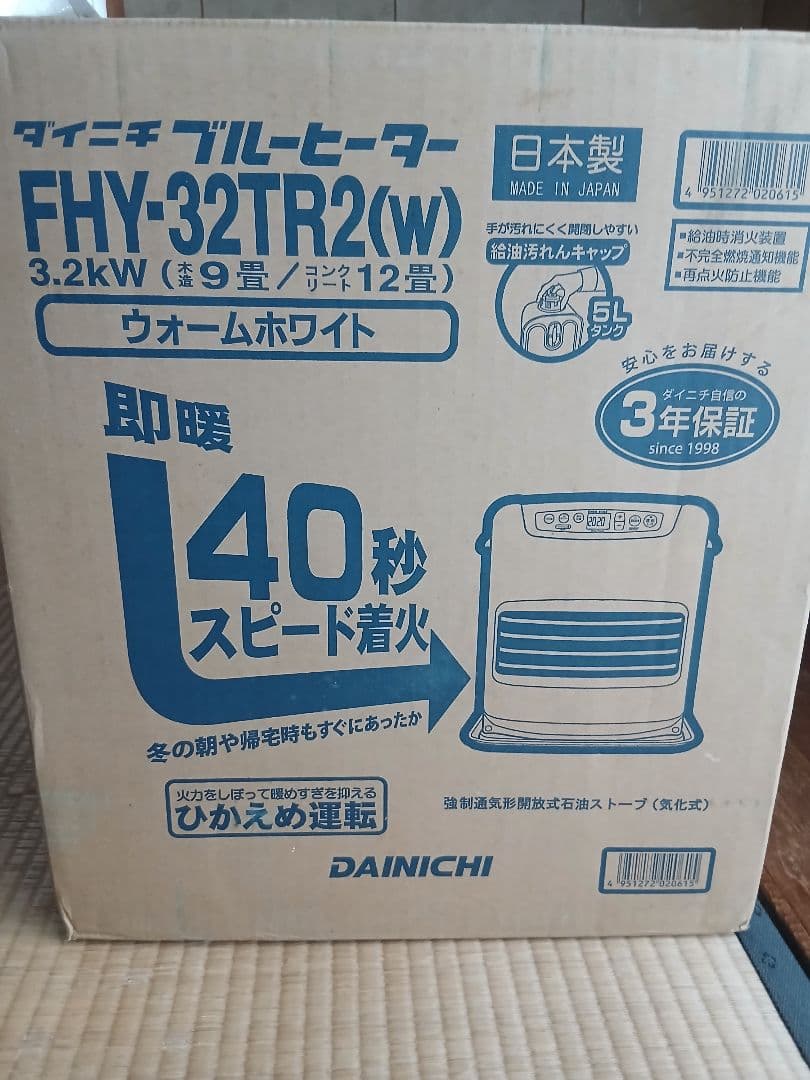 ダイニチ ブルーヒーター
FHY-32TR2(W)
3.2kW (木造9畳/コンクリート12畳)
ウォームホワイト
日本製
MADE IN JAPAN
4 951272 020615
手が汚れにくく開閉しやすい
給油汚れんキャップ
5L
タンク
■給油時消火装置
■不完全燃焼通知機能
■再点火防止機能
安心をお届けする
ダイニチ自信の
3年保証
since 1998
即暖
40秒
スピード着火
2020
冬の朝や帰宅時もすぐにあったか
火力をしぼって暖めすぎを抑える
ひかえめ運転
強制通気形開放式石油ストーブ(気化式)
DAINICHI
4 951272 020615